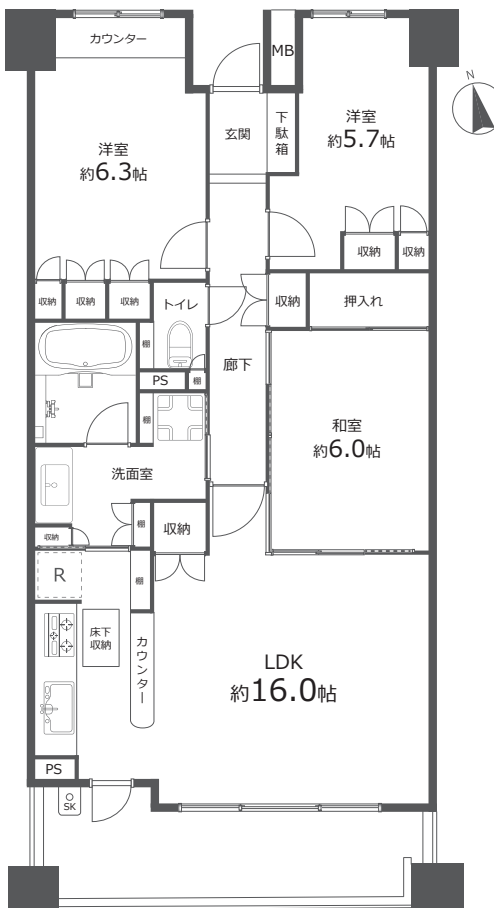 カウンター
MB
N
洋室
約6.3帖
玄関
下駄箱
洋室
約5.7帖
収納
収納
収納
収納
収納
トイレ
棚
PS
棚
収納
押入れ
廊下
和室
約6.0帖
棚
洗面室
棚
収納
収納
R
棚
床下
収納
カウンター
LDK
約16.0帖
PS
SK